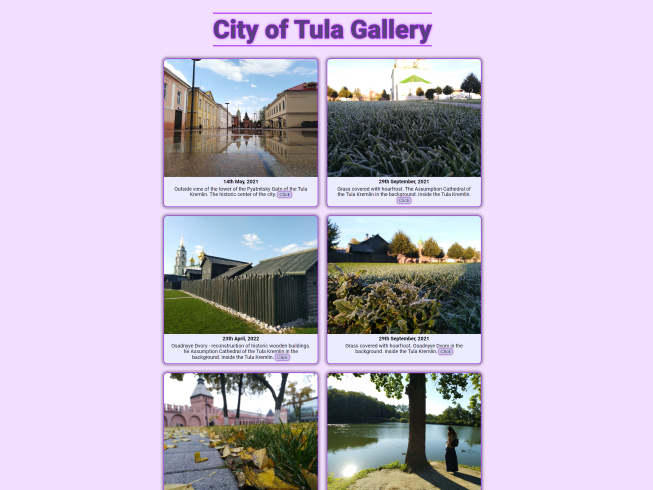 City of Tula Gallery
14th May, 2021
Outside view of the tower of the Pyatnitsky Gate of the Tula
Kremlin. The historic center of the city. Click
29th September, 2021
Grass covered with hoarfrost. The Assumption Cathedral of
the Tula Kremlin in the background. Inside the Tula Kremlin.
Click
23th April, 2022
Osadnyye Dvory - reconstruction of historic wooden buildings.
he Assumption Cathedral of the Tula Kremlin in the
background. Inside the Tula Kremlin. Click
29th September, 2021
Grass covered with hoarfrost. Osadnyye Dvory in the
background. Inside the Tula Kremlin. Click